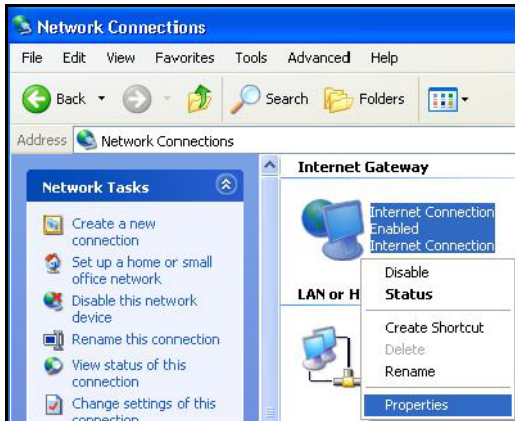 Network Connections
File Edit View Favorites Tools Advanced Help
Back Search Folders
Address Network Connections
Network Tasks
Create a new
connection
Set up a home or small
office network
Disable this network
device
Rename this connection
View status of this
connection
Change settings of this
connection
Internet Gateway
Internet Connection
Enabled
Internet Connection
LAN or H
Disable
Status
Create Shortcut
Delete
Rename
Properties